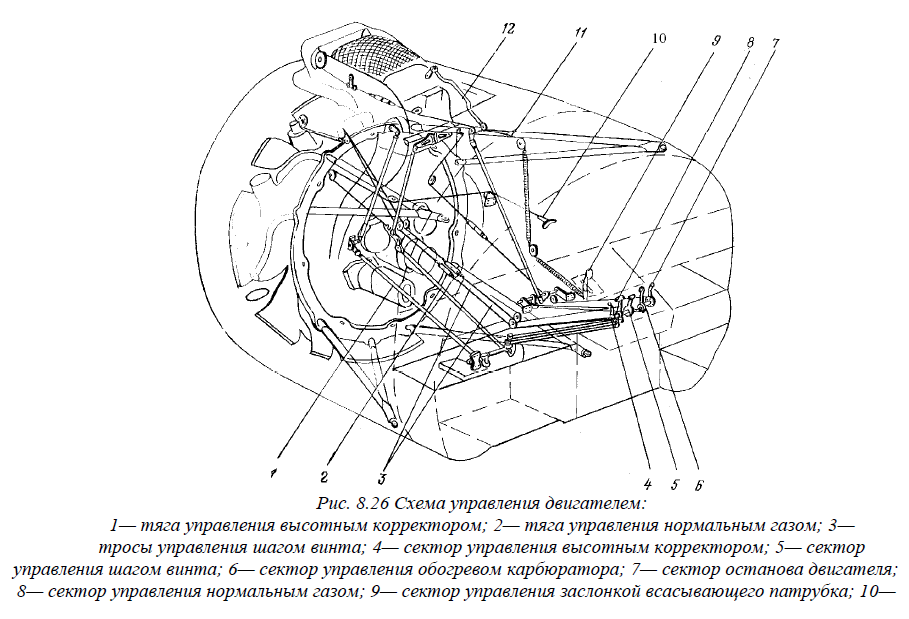 12
11
10
9
8
7
1
2
3
4
5
6
Рис. 8.26 Схема управления двигателем:
1— тяга управления высотным корректором; 2— тяга управления нормальным газом; 3—
тросы управления шагом винта; 4— сектор управления высотным корректором; 5— сектор
управления шагом винта; 6— сектор управления обогревом карбюратора; 7— сектор останова двигателя;
8— сектор управления нормальным газом; 9— сектор управления заслонкой всасывающего патрубка; 10—